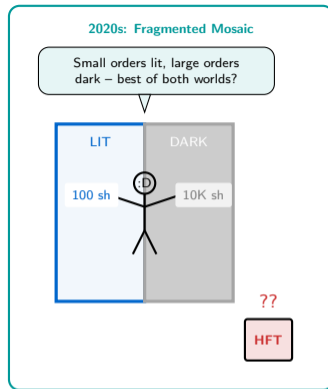 2020s: Fragmented Mosaic
Small orders lit, large orders
dark – best of both worlds?
LIT
DARK
:D
100 sh
10K sh
??
HFT